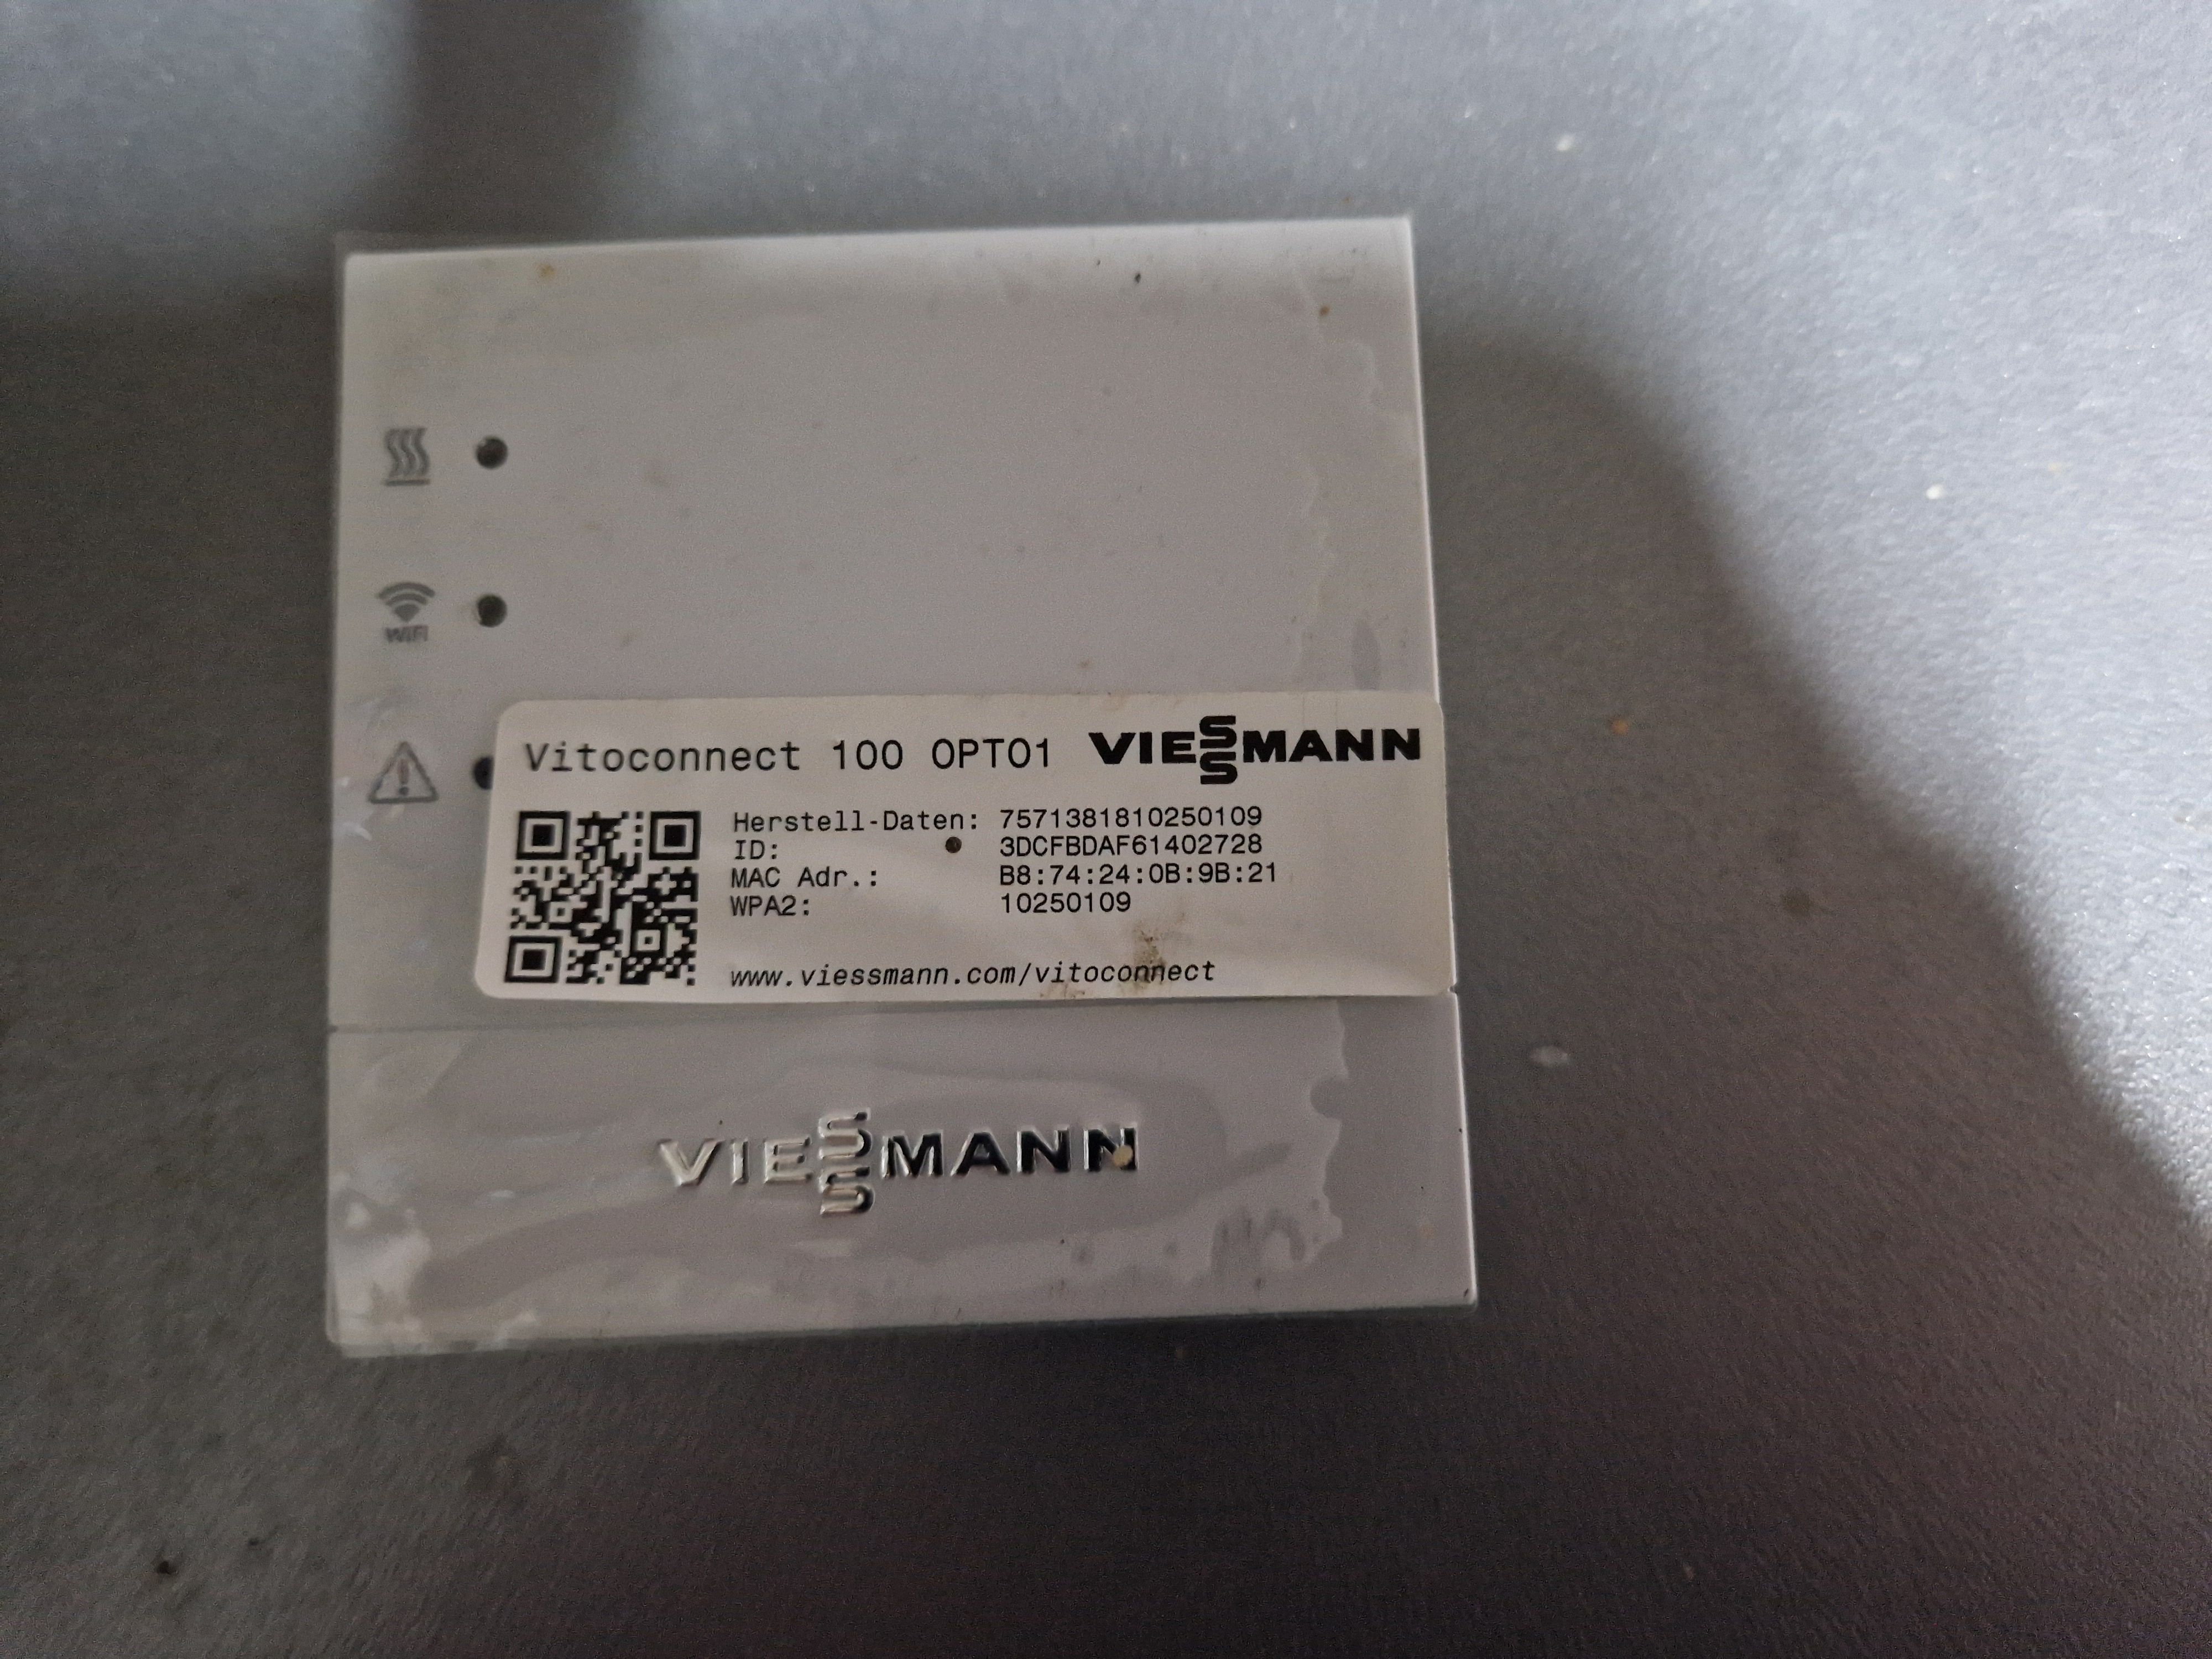 WiFi
Vitoconnect 100 OPTO1 VIESSMANN
Herstell-Daten: 7571381810250109
ID: 3DCFBDAF61402728
MAC Adr.: B8:74:24:0B:9B:21
WPA2: 10250109
www.viessmann.com/vitoconnect
VIESSMANN